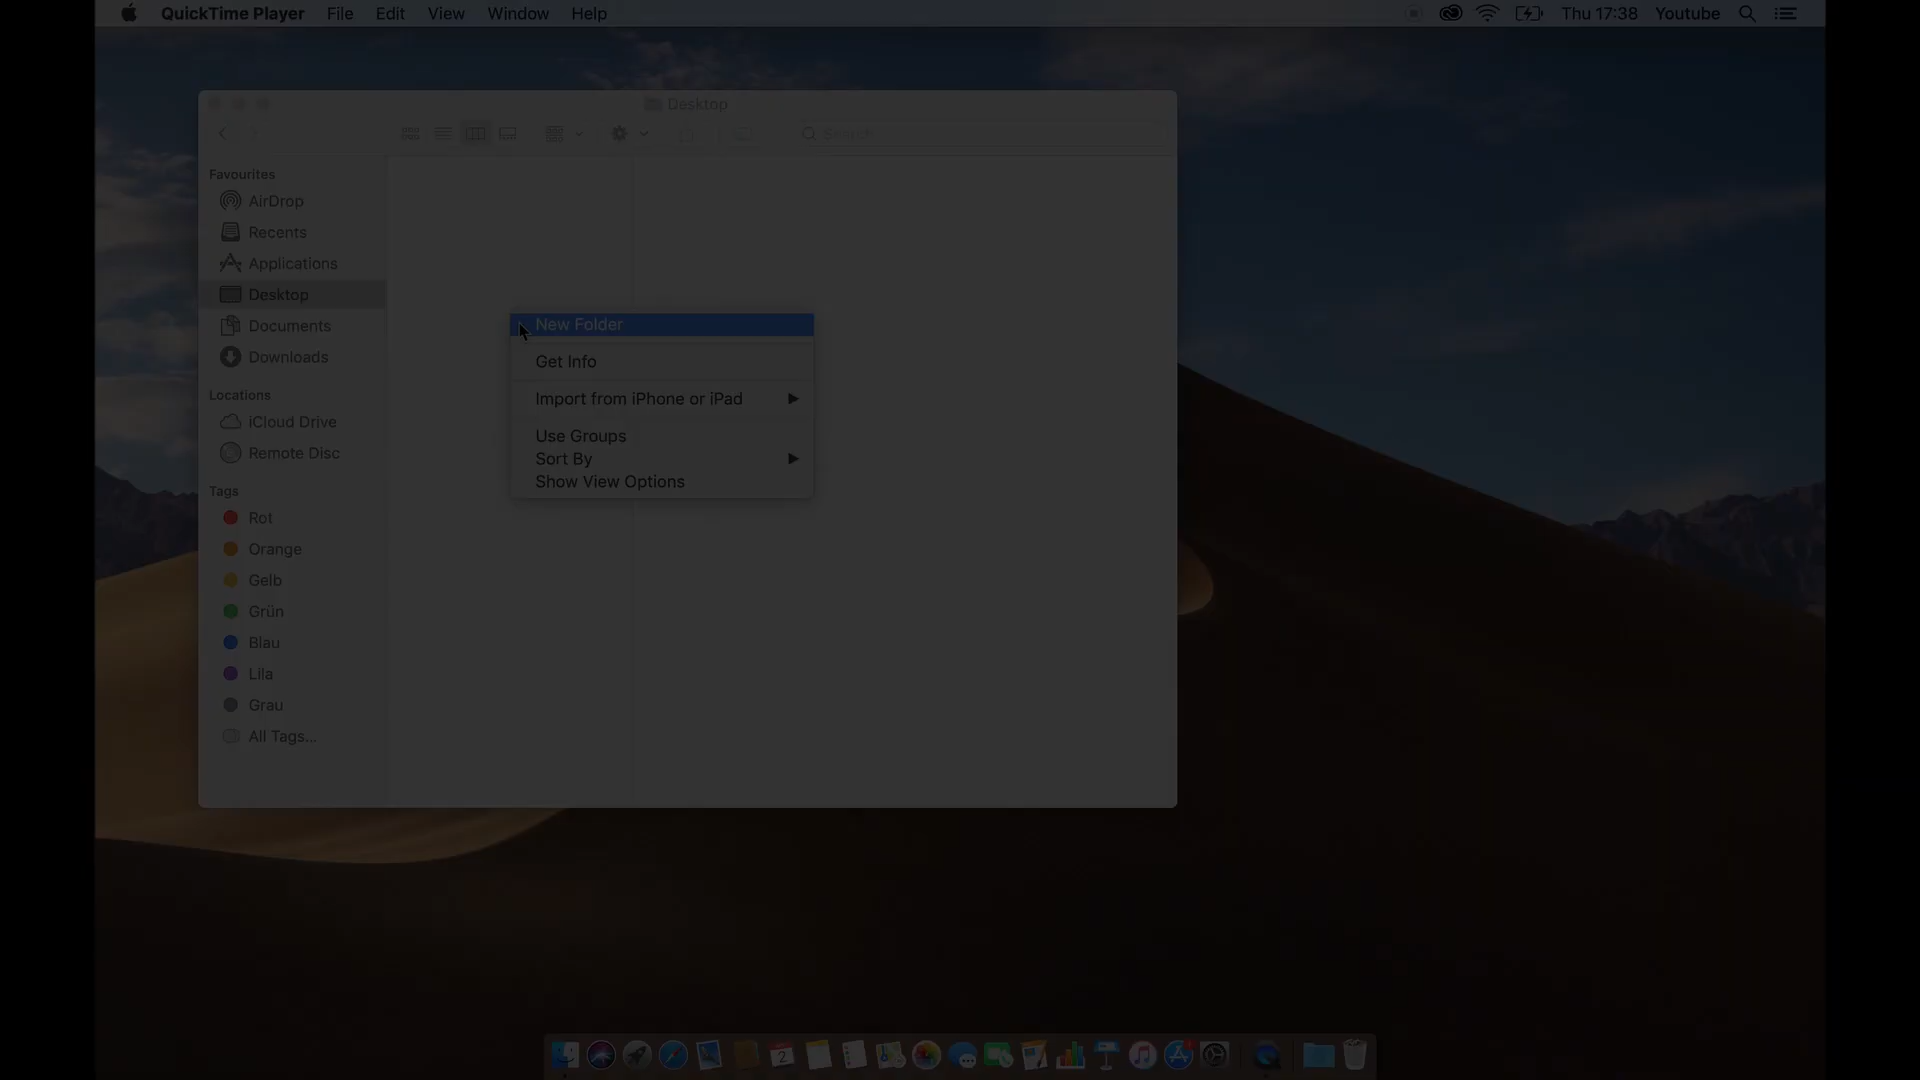 QuickTime Player File Edit View Window Help Thu 17:38 Youtube
Desktop
Search
Favourites
AirDrop
Recents
Applications
Desktop
Documents
Downloads
Locations
iCloud Drive
Remote Disc
Tags
Rot
Orange
Gelb
Grün
Blau
Lila
Grau
All Tags...
New Folder
Get Info
Import from iPhone or iPad
Use Groups
Sort By
Show View Options
2